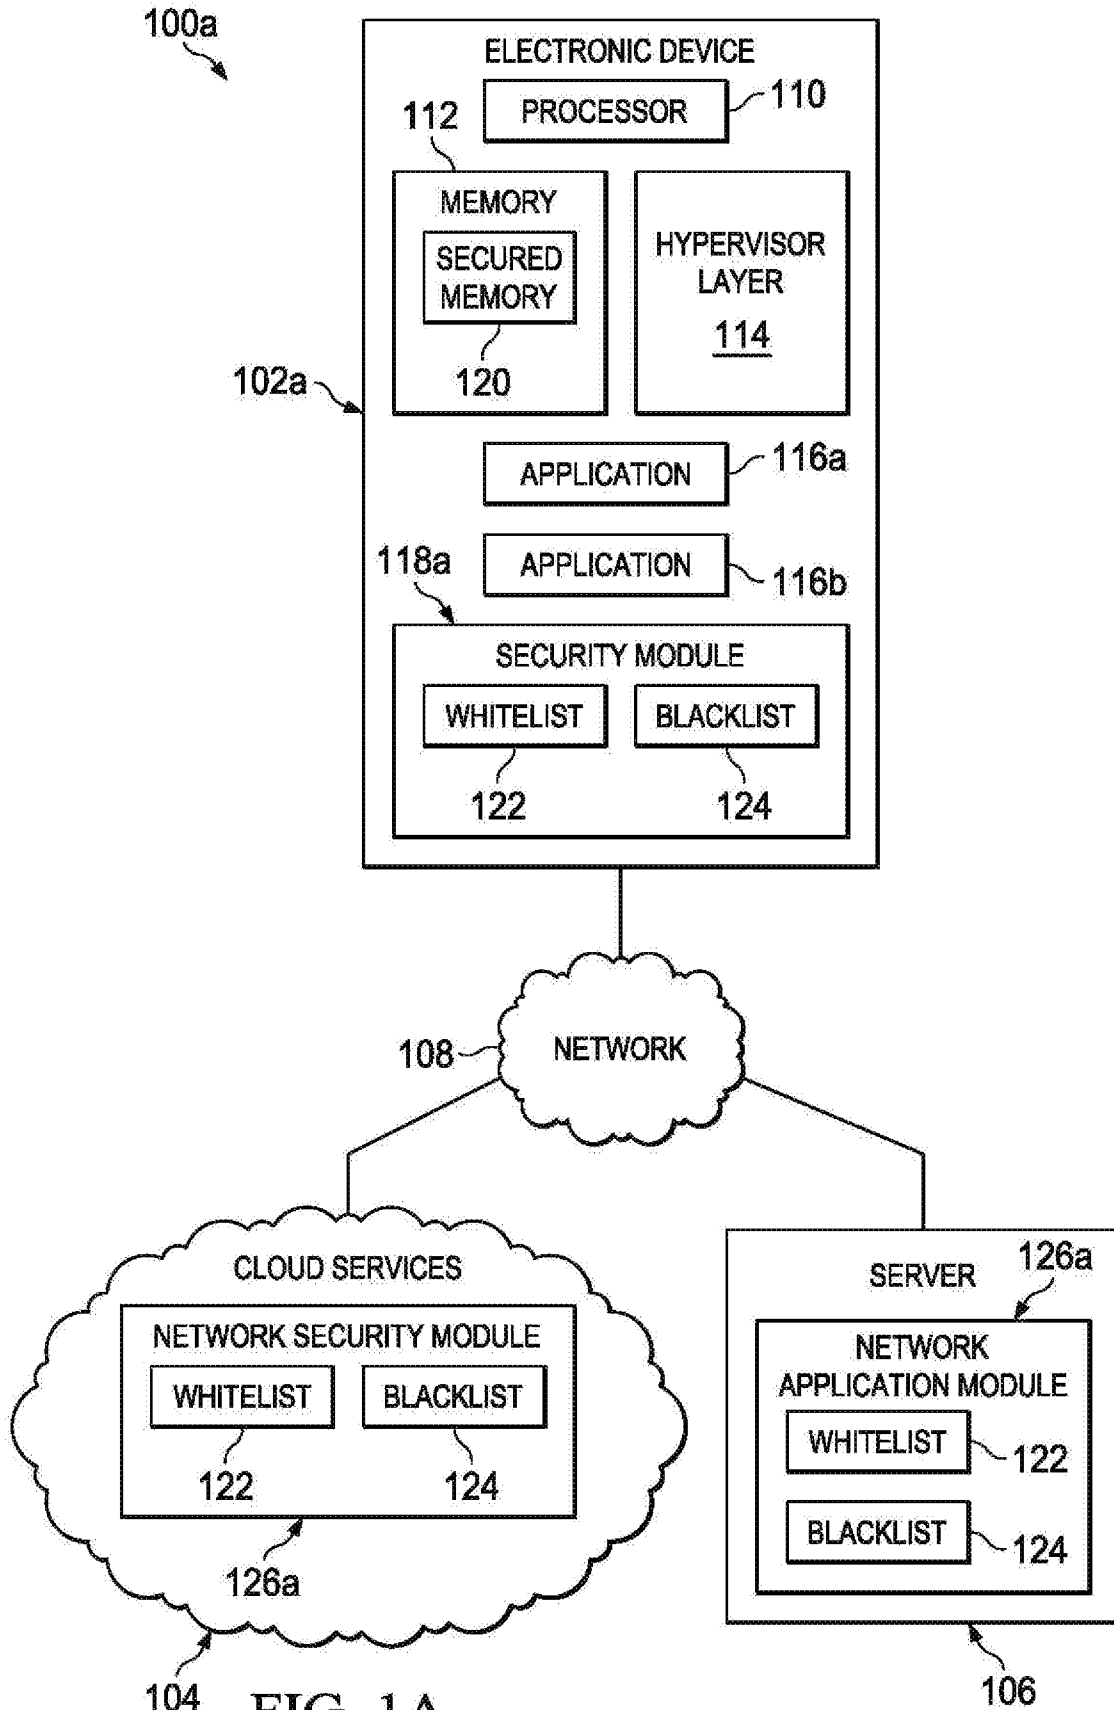 100a
ELECTRONIC DEVICE
PROCESSOR
110
112
MEMORY
SECURED
MEMORY
120
HYPERVISOR
LAYER
114
102a
APPLICATION
116a
118a
APPLICATION
116b
SECURITY MODULE
WHITELIST
BLACKLIST
122
124
108
NETWORK
CLOUD SERVICES
NETWORK SECURITY MODULE
WHITELIST
BLACKLIST
122
124
126a
104
SERVER
126a
NETWORK
APPLICATION MODULE
WHITELIST
122
BLACKLIST
124
106
FIG. 1A